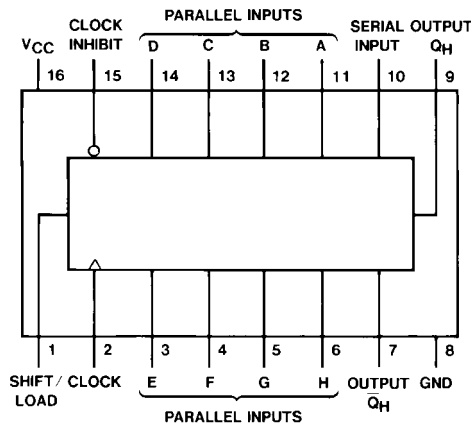 PARALLEL INPUTS
CLOCK
INHIBIT
SERIAL OUTPUT
INPUT QH
VCC D C B A
16 15 14 13 12 11 10 9
1 2 3 4 5 6 7 8
SHIFT/ CLOCK E F G H OUTPUT GND
LOAD Q̅H
PARALLEL INPUTS